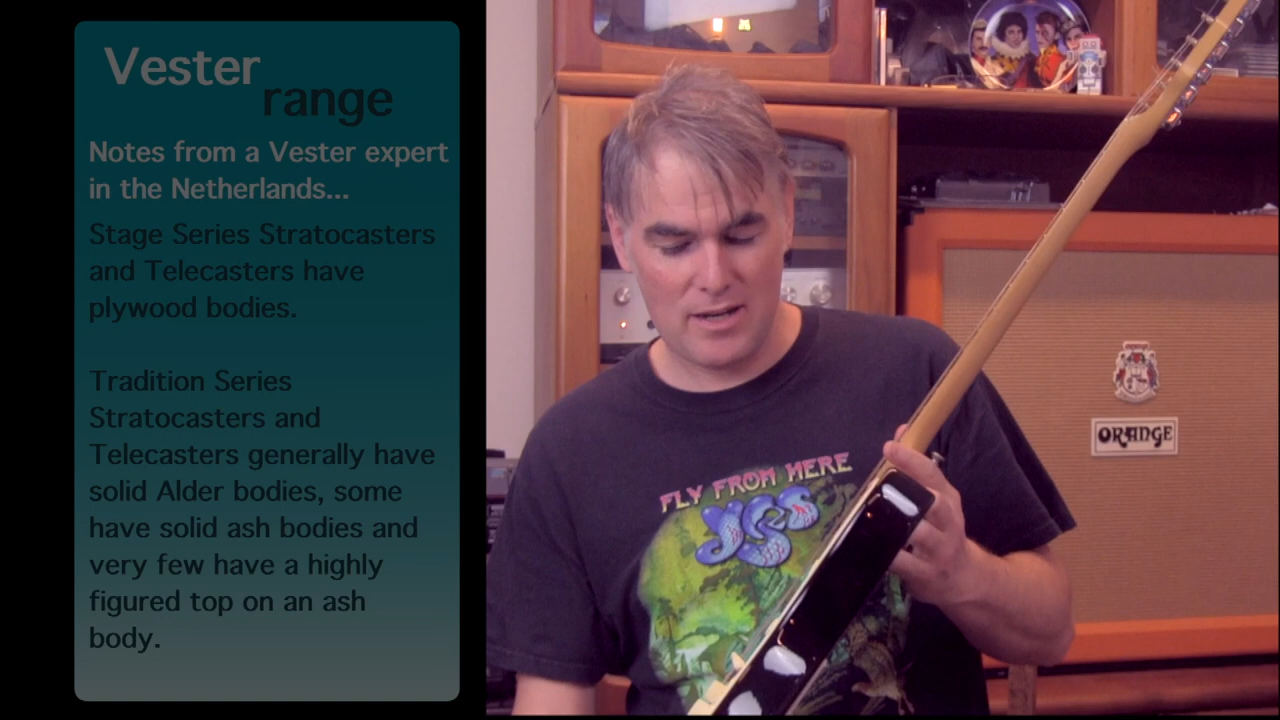 Vester
range
Notes from a Vester expert
in the Netherlands...
Stage Series Stratocasters
and Telecasters have
plywood bodies.
Tradition Series
Stratocasters and
Telecasters generally have
solid Alder bodies, some
have solid ash bodies and
very few have a highly
figured top on an ash
body.
FLY FROM HERE
YES
ORANGE